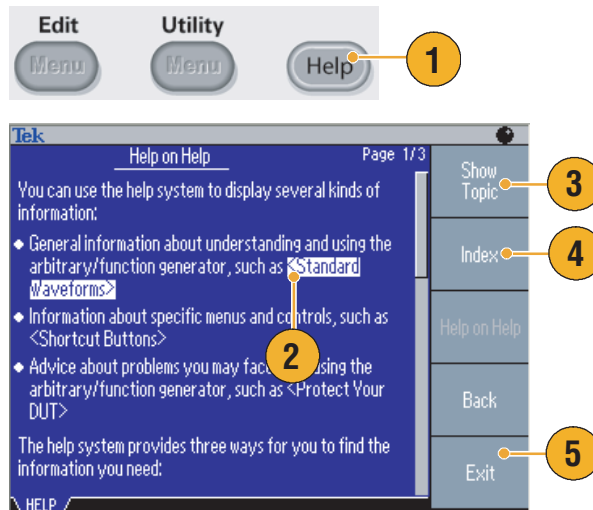 Edit Utility
Menu Menu Help 1
Tek
Help on Help Page 1/3
You can use the help system to display several kinds of
information:
◆ General information about understanding and using the
arbitrary/function generator, such as <Standard
Waveforms>
◆ Information about specific menus and controls, such as
<Shortcut Buttons>
2
◆ Advice about problems you may face using the
arbitrary/function generator, such as <Protect Your
DUT>
The help system provides three ways for you to find the
information you need:
HELP
Show
Topic 3
Index 4
Help on Help
Back
Exit 5